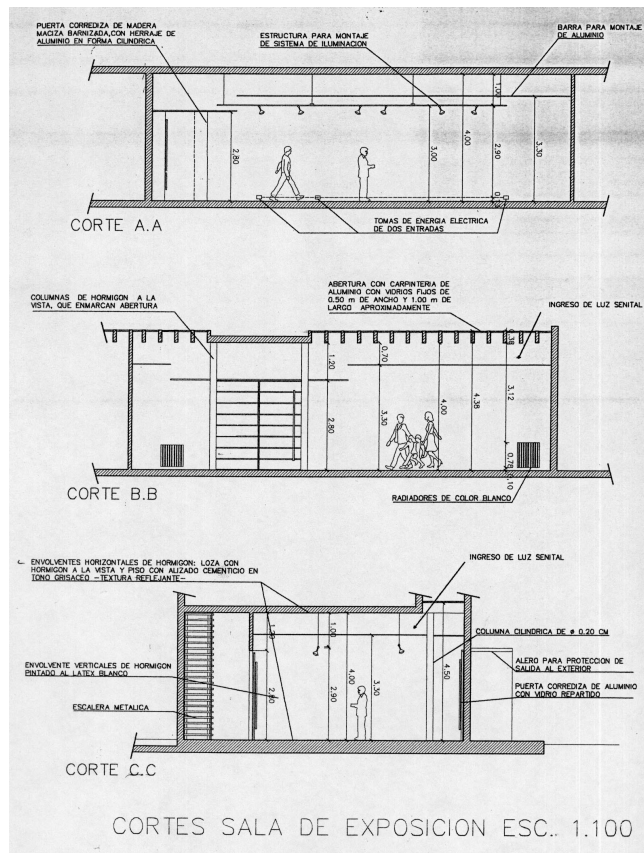 PUERTA CORREDIZA DE MADERA
MACIZA BARNIZADA,CON HERRAJE DE
ALUMINIO EN FORMA CILINDRICA
ESTRUCTURA PARA MONTAJE
DE SISTEMA DE ILUMINACION
BARRA PARA MONTAJE
DE ALUMINIO
1,00
2,80
3,00
4,00
2,90
3,30
TOMAS DE ENERGIA ELECTRICA
DE DOS ENTRADAS
CORTE A.A
COLUMNAS DE HORMIGON A LA
VISTA, QUE ENMARCAN ABERTURA
ABERTURA CON CARPINTERIA DE
ALUMINIO CON VIDRIOS FIJOS DE
0.50 m DE ANCHO Y 1.00 m DE
LARGO APROXIMADAMENTE
INGRESO DE LUZ SENITAL
0,38
1,20
0,70
2,80
3,30
4,00
4,38
3,12
0,78
0,10
RADIADORES DE COLOR BLANCO
CORTE B.B
ENVOLVENTES HORIZONTALES DE HORMIGON: LOZA CON
HORMIGON A LA VISTA Y PISO CON ALIZADO CEMENTICIO EN
TONO GRISACEO -TEXTURA REFLEJANTE-
INGRESO DE LUZ SENITAL
COLUMNA CILINDRICA DE ø 0.20 CM
ENVOLVENTE VERTICALES DE HORMIGON
PINTADO AL LATEX BLANCO
ALERO PARA PROTECCION DE
SALIDA AL EXTERIOR
PUERTA CORREDIZA DE ALUMINIO
CON VIDRIO REPARTIDO
ESCALERA METALICA
1,20
1,00
2,80
2,90
4,00
3,30
4,50
CORTE C.C
CORTES SALA DE EXPOSICION ESC.. 1.100